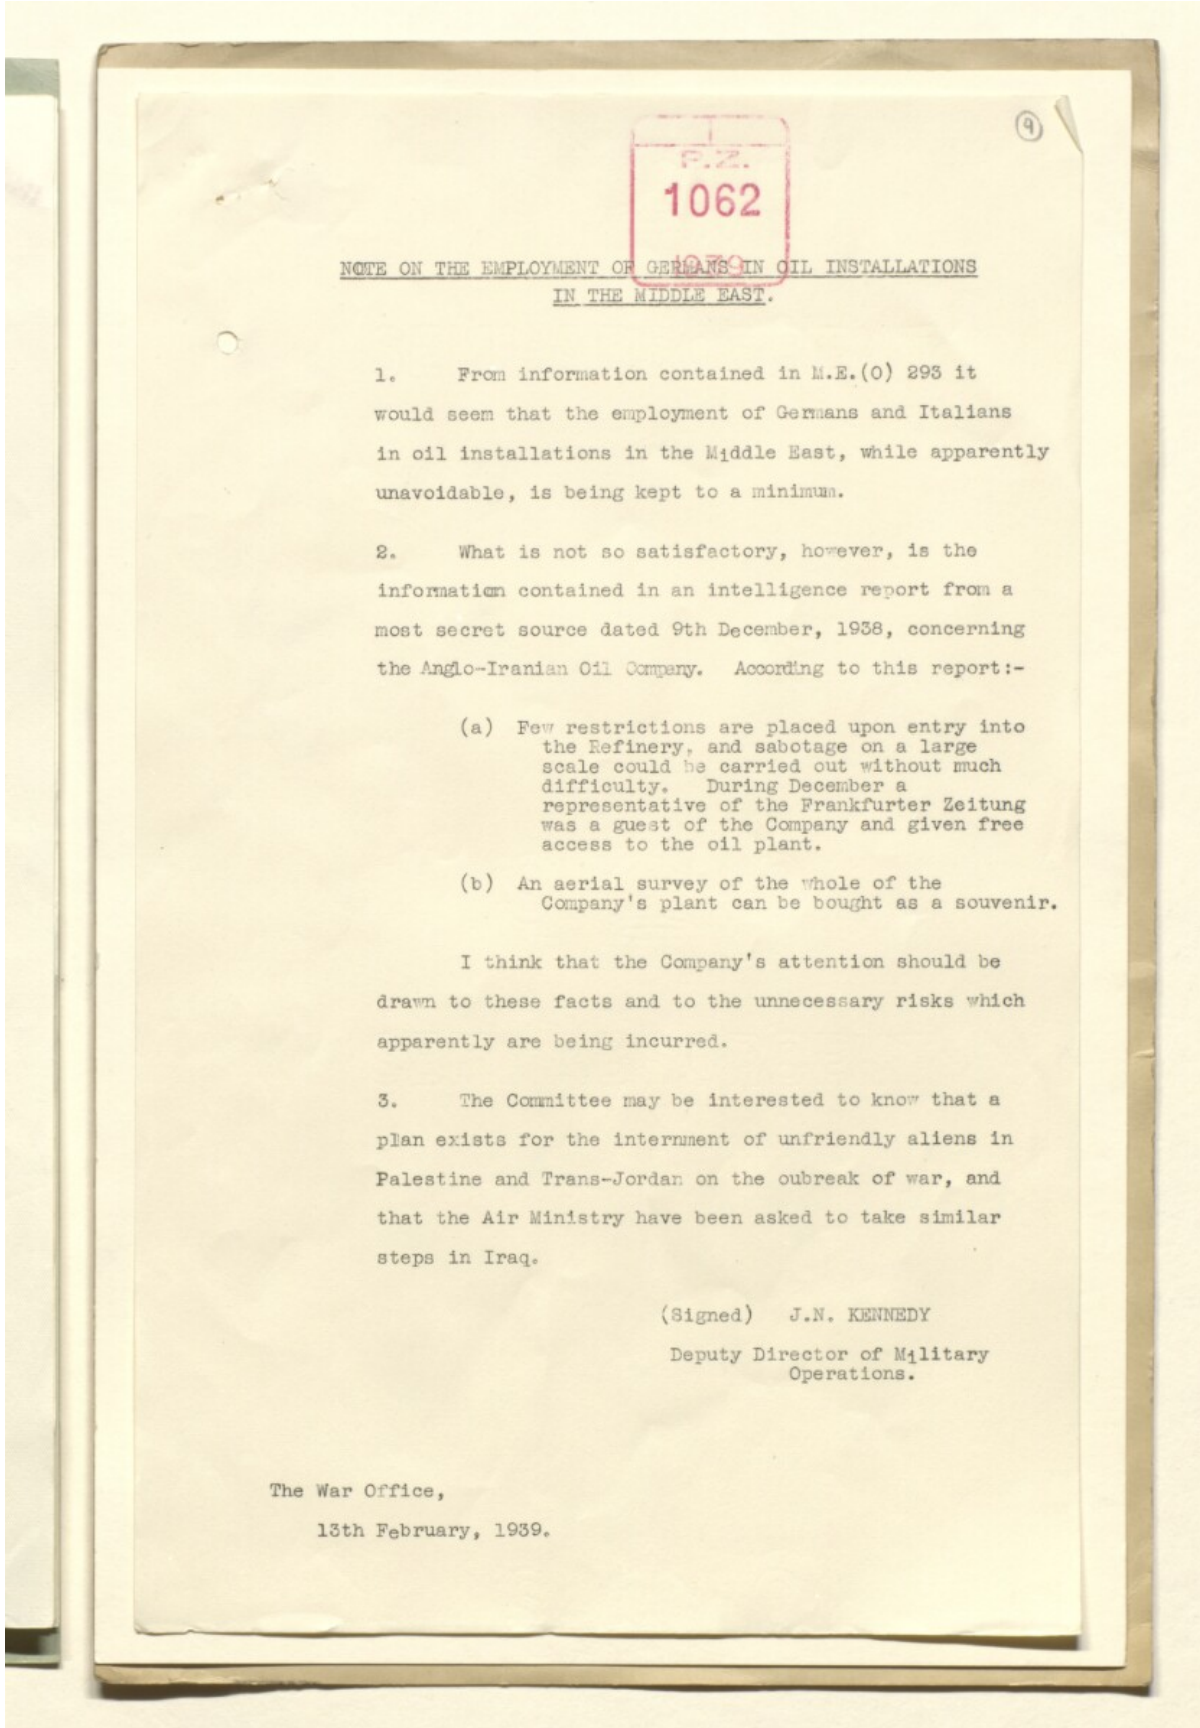 9
P.Z.
1062
1939
NOTE ON THE EMPLOYMENT OF GERMANS IN OIL INSTALLATIONS
IN THE MIDDLE EAST.
1. From information contained in M.E.(O) 293 it
would seem that the employment of Germans and Italians
in oil installations in the Middle East, while apparently
unavoidable, is being kept to a minimum.
2. What is not so satisfactory, however, is the
information contained in an intelligence report from a
most secret source dated 9th December, 1938, concerning
the Anglo-Iranian Oil Company. According to this report:-
(a) Few restrictions are placed upon entry into
the Refinery, and sabotage on a large
scale could be carried out without much
difficulty. During December a
representative of the Frankfurter Zeitung
was a guest of the Company and given free
access to the oil plant.
(b) An aerial survey of the whole of the
Company's plant can be bought as a souvenir.
I think that the Company's attention should be
drawn to these facts and to the unnecessary risks which
apparently are being incurred.
3. The Committee may be interested to know that a
plan exists for the internment of unfriendly aliens in
Palestine and Trans-Jordan on the oubreak of war, and
that the Air Ministry have been asked to take similar
steps in Iraq.
(Signed) J.N. KENNEDY
Deputy Director of Military
Operations.
The War Office,
13th February, 1939.